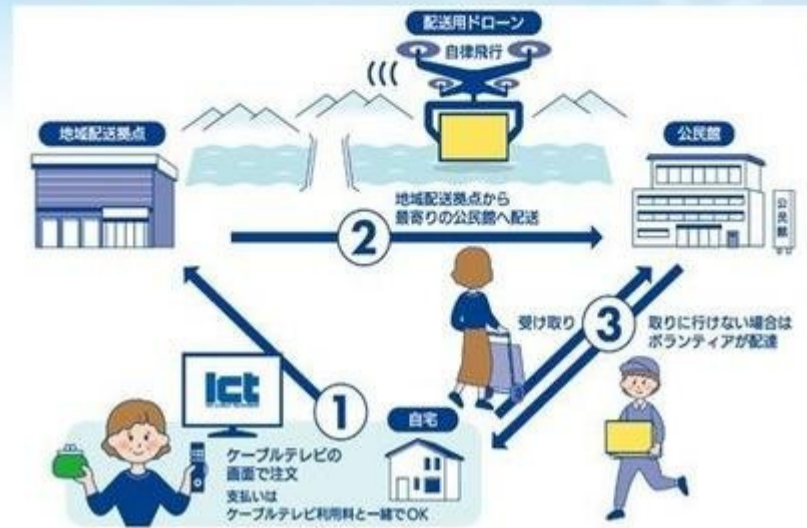 配送用ドローン
自律飛行
地域配送拠点
公民館
公民館
地域配送拠点から
最寄りの公民館へ配送
2
受け取り
3
取りに行けない場合は
ボランティアが配達
ict
1
自宅
ケーブルテレビの
画面で注文
支払いは
ケーブルテレビ利用料と一緒でOK